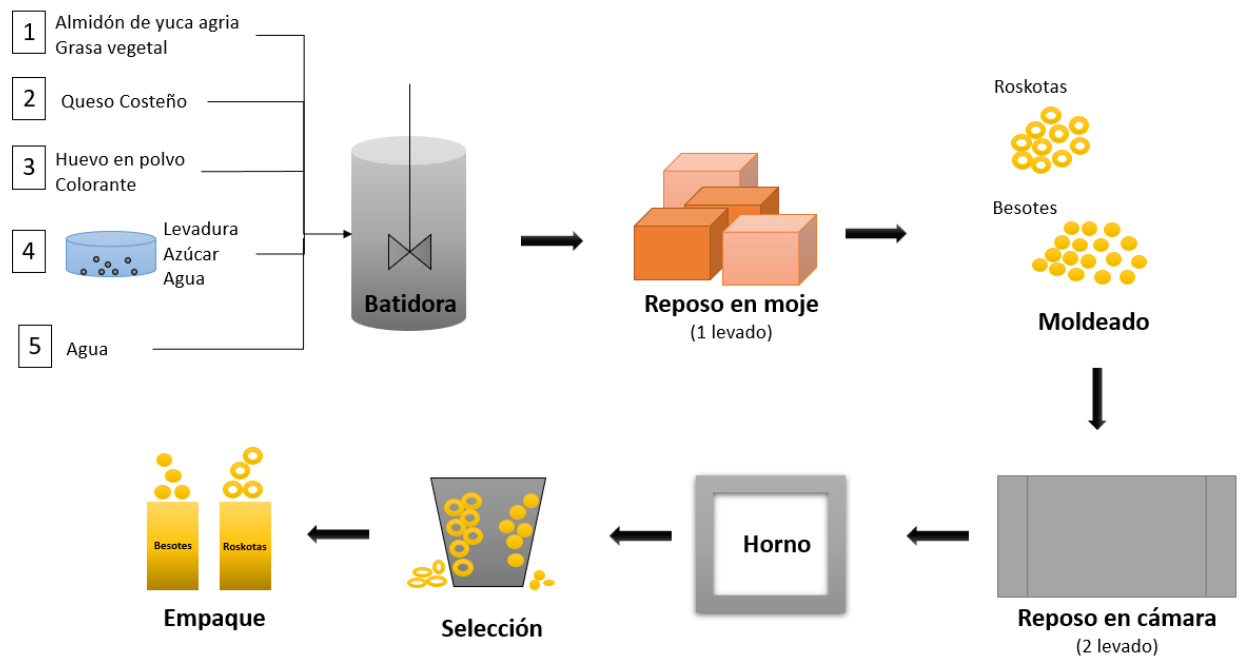 1
Almidón de yuca agria
Grasa vegetal
2
Queso Costeño
3
Huevo en polvo
Colorante
4
Levadura
Azúcar
Agua
5
Agua
Batidora
Reposo en moje
(1 levado)
Roskotas
Besotes
Moldeado
Reposo en cámara
(2 levado)
Horno
Selección
Besotes
Roskotas
Empaque